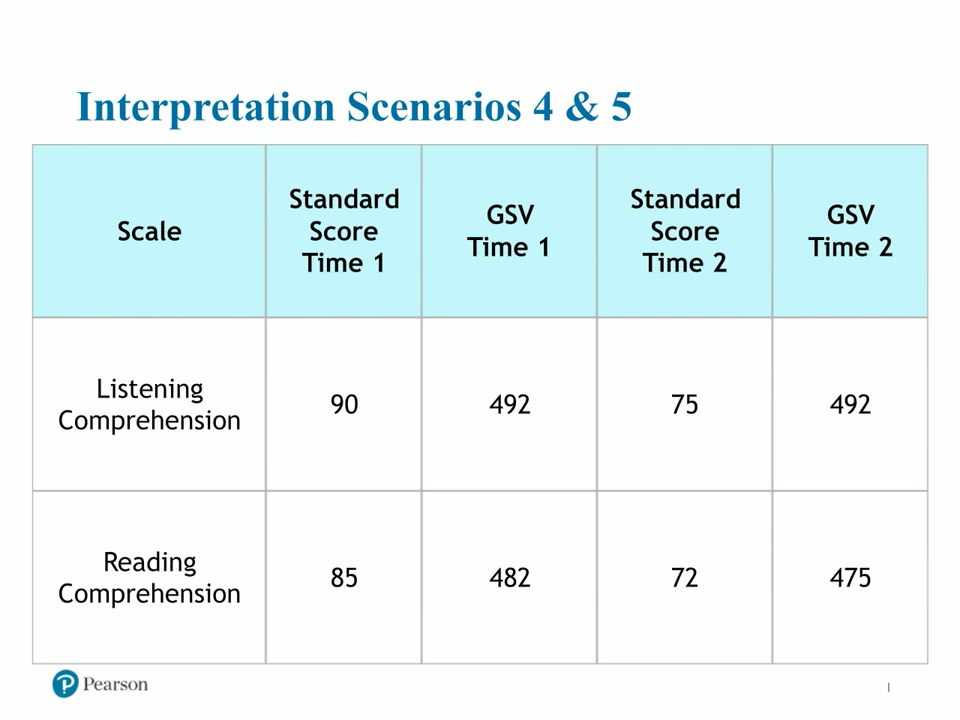 Interpretation Scenarios 4 & 5
Scale
Standard
Score
Time 1
GSV
Time 1
Standard
Score
Time 2
GSV
Time 2
Listening
Comprehension
90
492
75
492
Reading
Comprehension
85
482
72
475
P Pearson